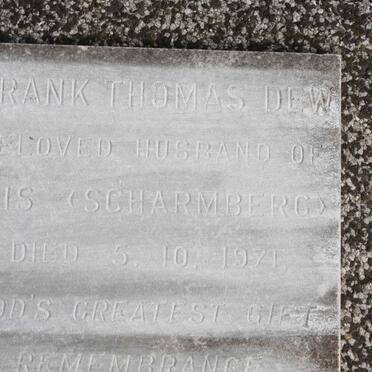 RANK THOMAS DEW
ELOVED HUSBAND OF
IS <SCHARMBERG>
DIED 5. 10. 1971.
OD'S GREATEST GIFT
REMEMBRANCE